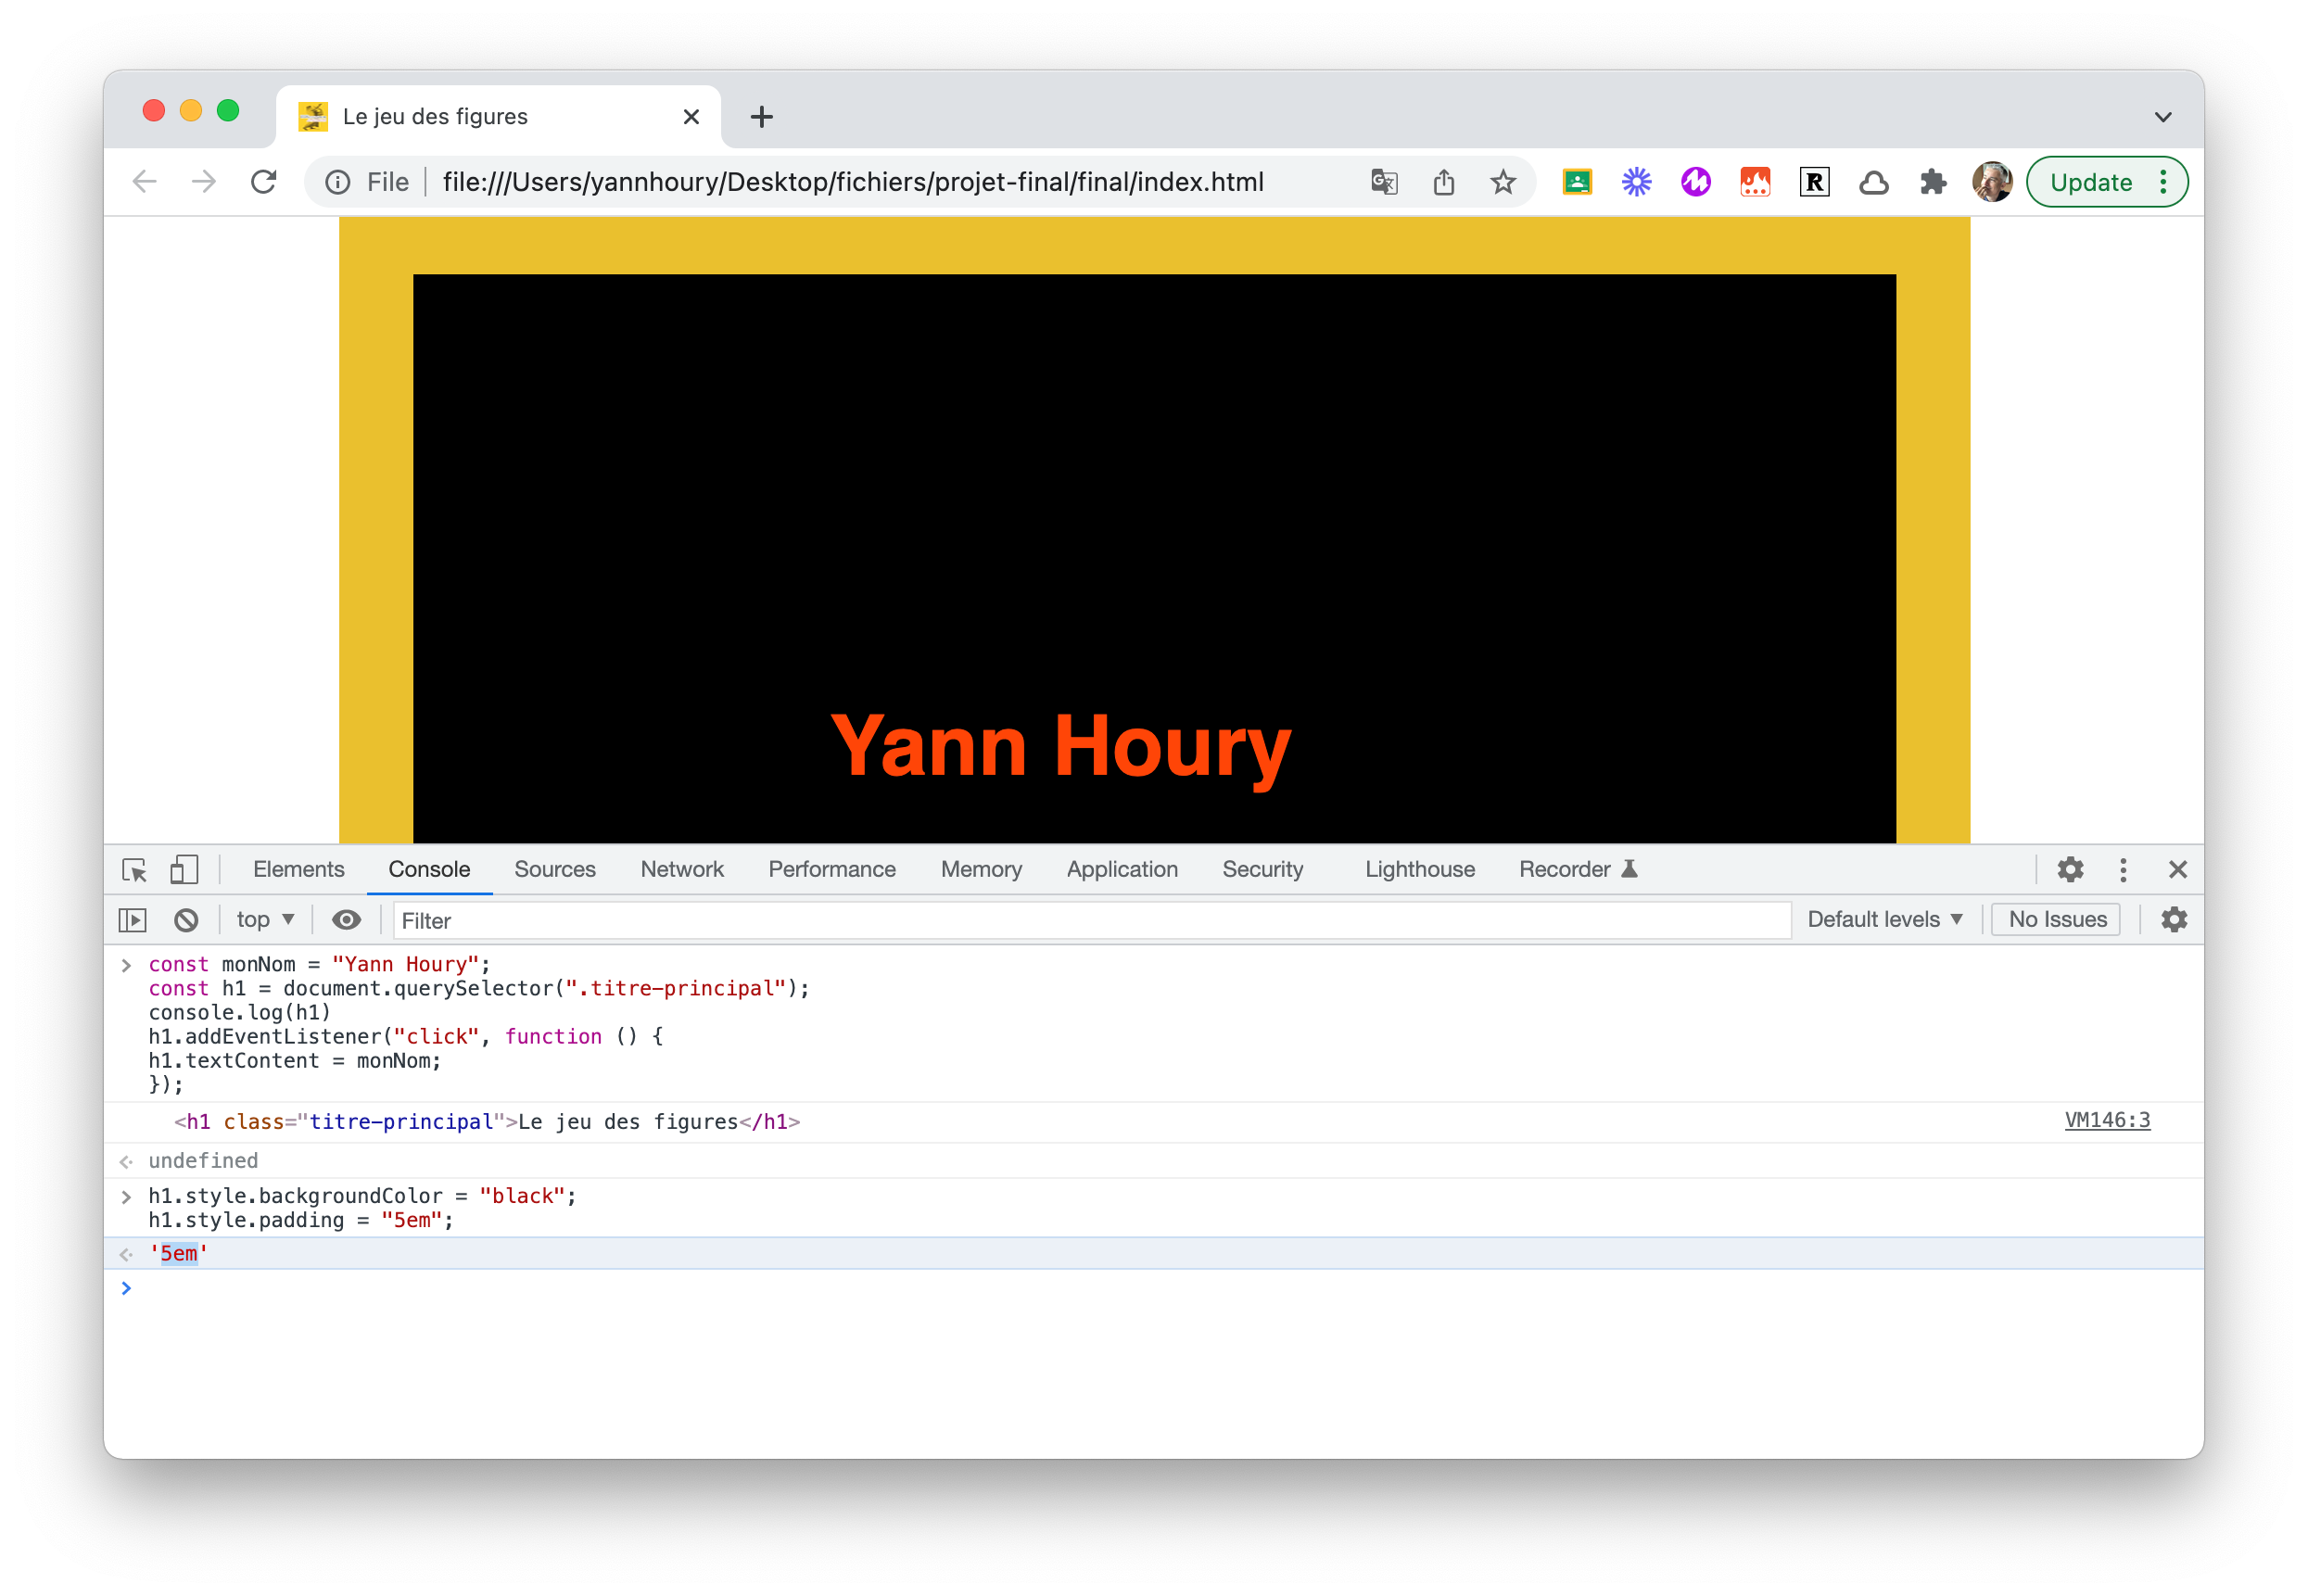 Le jeu des figures
File file:///Users/yannhoury/Desktop/fichiers/projet-final/final/index.html R Update
Yann Houry
Elements Console Sources Network Performance Memory Application Security Lighthouse Recorder
top Filter Default levels No Issues
const monNom = "Yann Houry";
const h1 = document.querySelector(".titre-principal");
console.log(h1)
h1.addEventListener("click", function () {
h1.textContent = monNom;
});
<h1 class="titre-principal">Le jeu des figures</h1> VM146:3
undefined
h1.style.backgroundColor = "black";
h1.style.padding = "5em";
'5em'